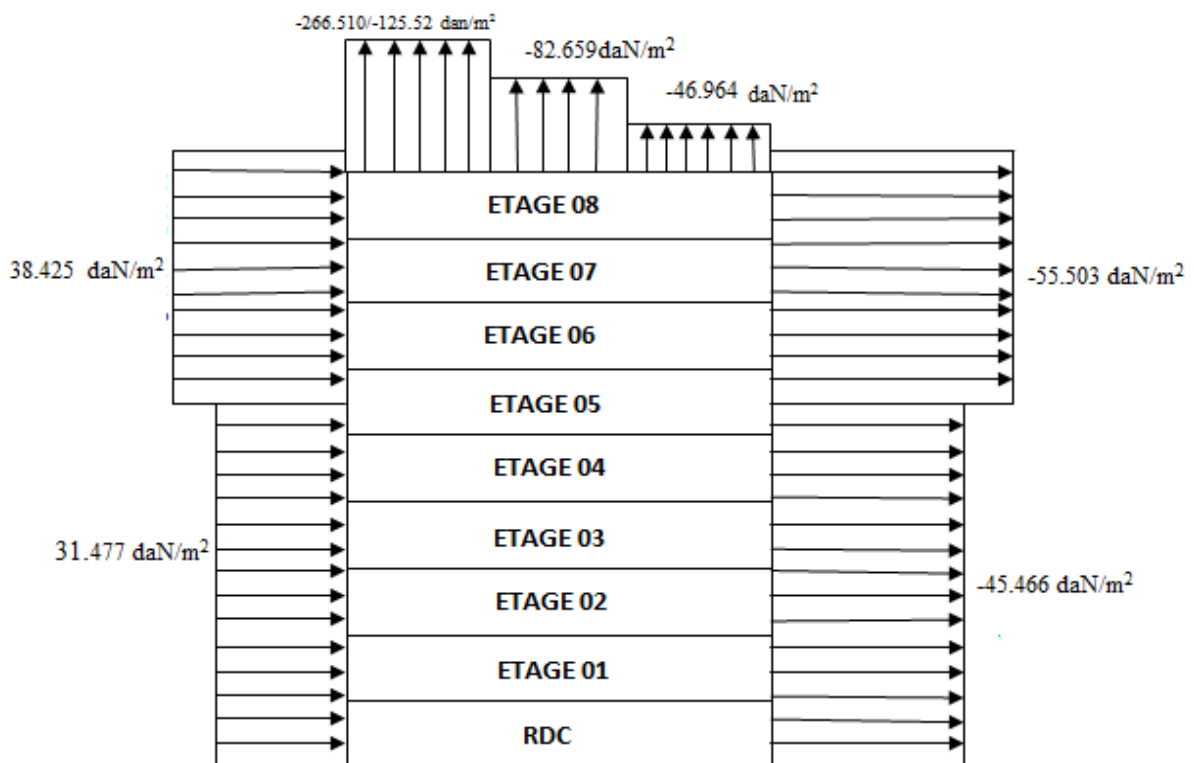 -266.510/-125.52 dan/m²
-82.659daN/m²
-46.964 daN/m²
ETAGE 08
38.425 daN/m²
ETAGE 07
-55.503 daN/m²
ETAGE 06
ETAGE 05
ETAGE 04
31.477 daN/m²
ETAGE 03
-45.466 daN/m²
ETAGE 02
ETAGE 01
RDC